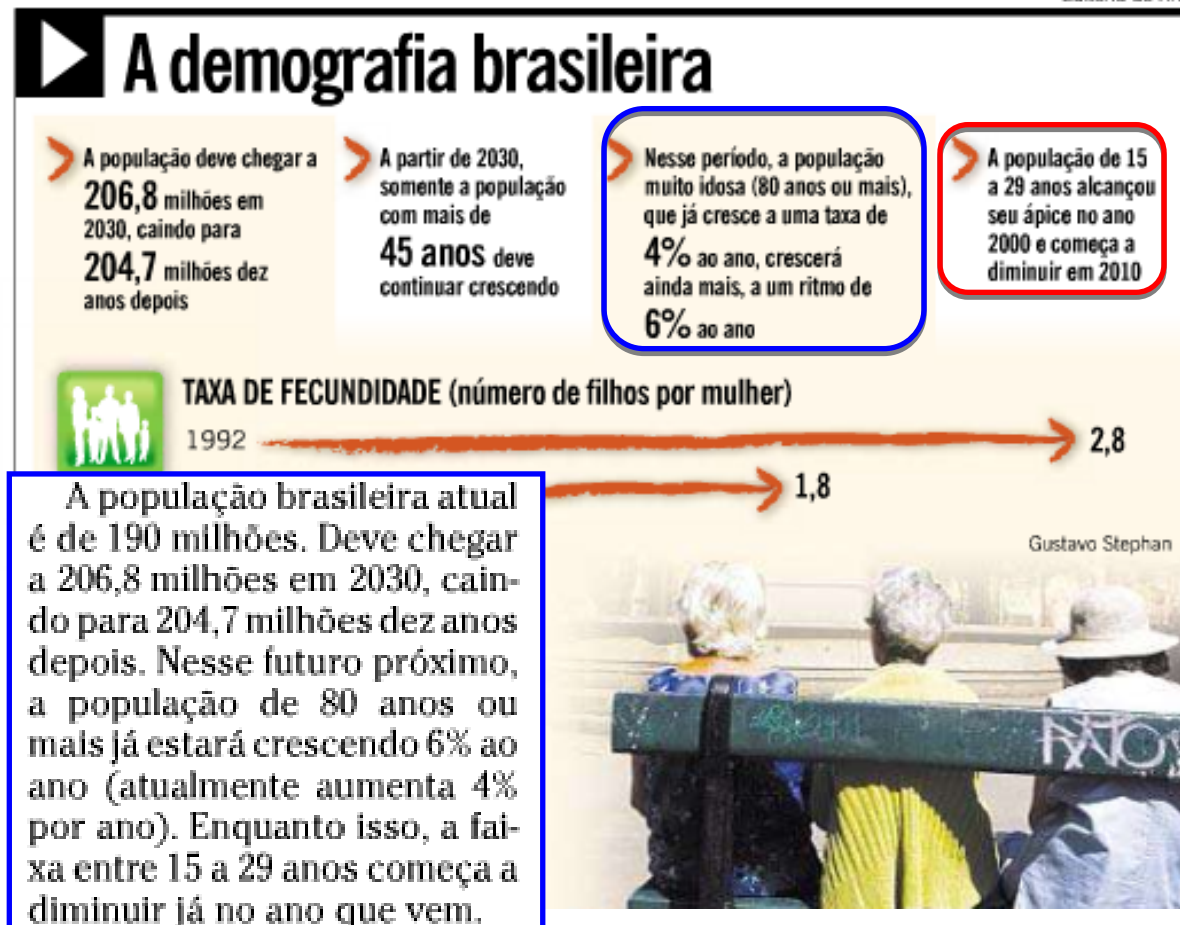 A demografia brasileira
A população deve chegar a
206,8 milhões em
2030, caindo para
204,7 milhões dez
anos depois
A partir de 2030,
somente a população
com mais de
45 anos deve
continuar crescendo
Nesse período, a população
muito idosa (80 anos ou mais),
que já cresce a uma taxa de
4% ao ano, crescerá
ainda mais, a um ritmo de
6% ao ano
A população de 15
a 29 anos alcançou
seu ápice no ano
2000 e começa a
diminuir em 2010
TAXA DE FECUNDIDADE (número de filhos por mulher)
1992
2,8
1,8
A população brasileira atual
é de 190 milhões. Deve chegar
a 206,8 milhões em 2030, cain-
do para 204,7 milhões dez anos
depois. Nesse futuro próximo,
a população de 80 anos ou
mais já estará crescendo 6% ao
ano (atualmente aumenta 4%
por ano). Enquanto isso, a fai-
xa entre 15 a 29 anos começa a
diminuir já no ano que vem.
Gustavo Stephan